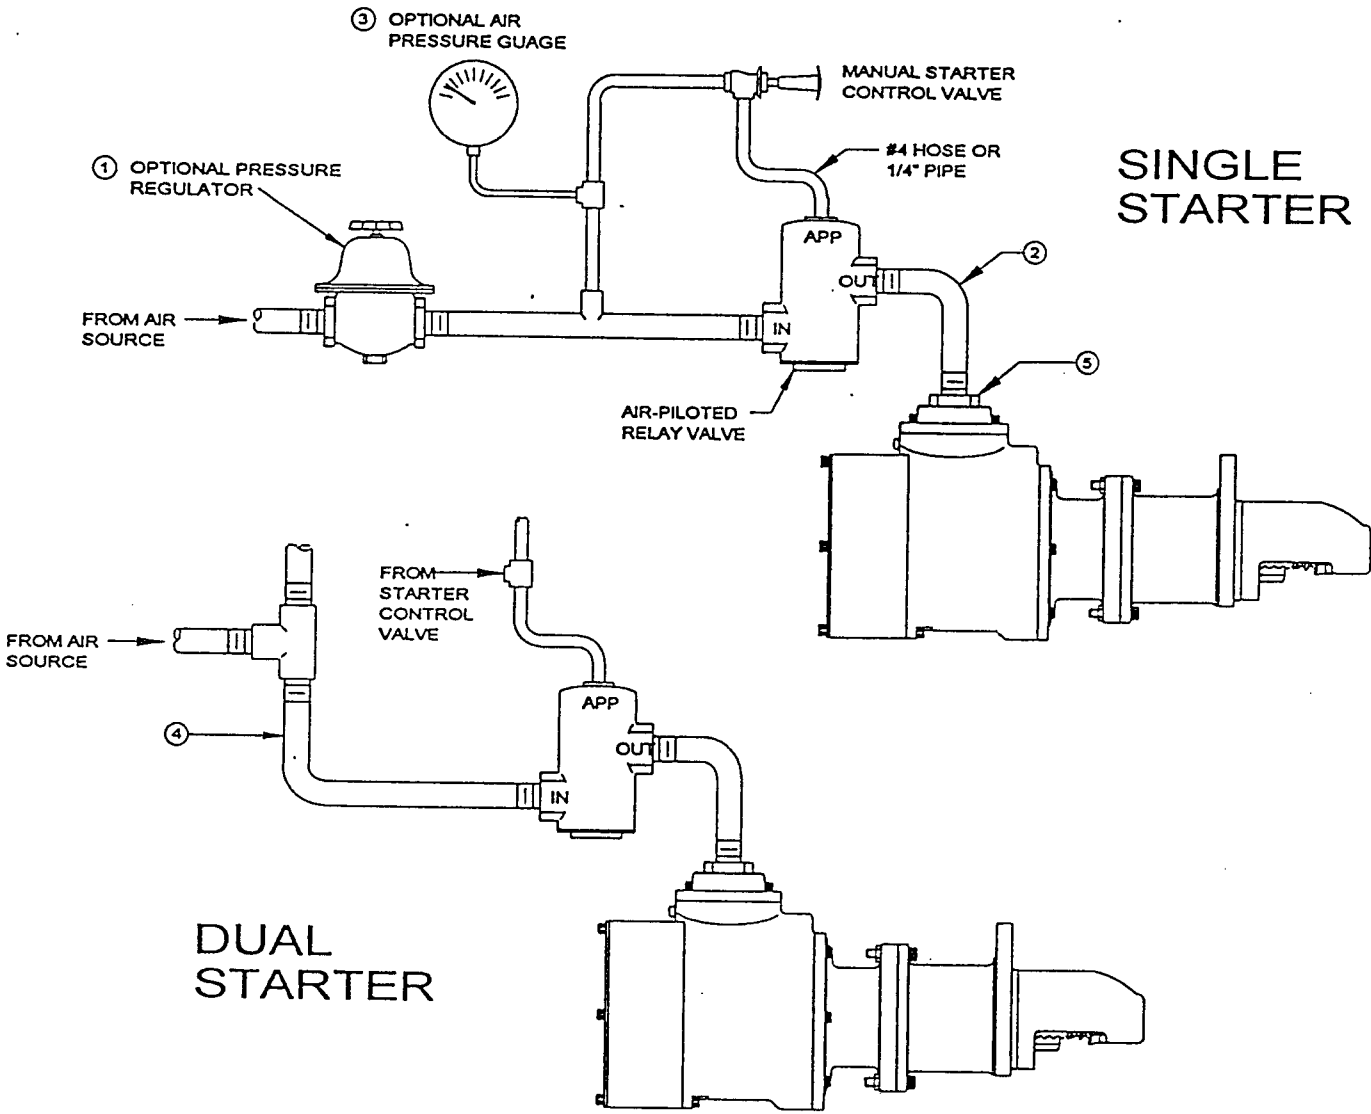 ③ OPTIONAL AIR
PRESSURE GUAGE
MANUAL STARTER
CONTROL VALVE
① OPTIONAL PRESSURE
REGULATOR
#4 HOSE OR
1/4" PIPE
SINGLE
STARTER
APP
OUT
②
FROM AIR
SOURCE
IN
⑤
AIR-PILOTED
RELAY VALVE
FROM
STARTER
CONTROL
VALVE
FROM AIR
SOURCE
APP
④
OUT
IN
DUAL
STARTER